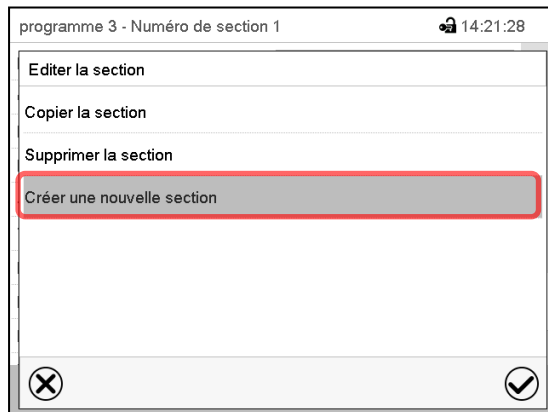 programme 3 - Numéro de section 1 14:21:28
Editer la section
Copier la section
Supprimer la section
Créer une nouvelle section